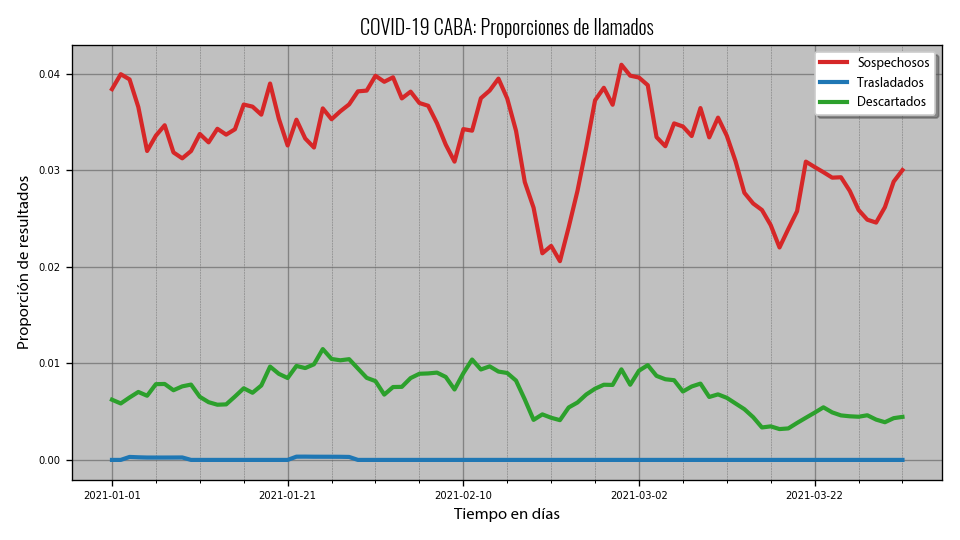 COVID-19 CABA: Proporciones de llamados
Sospechosos
Trasladados
Descartados
Proporción de resultados
0.04
0.03
0.02
0.01
0.00
2021-01-01
2021-01-21
2021-02-10
2021-03-02
2021-03-22
Tiempo en días